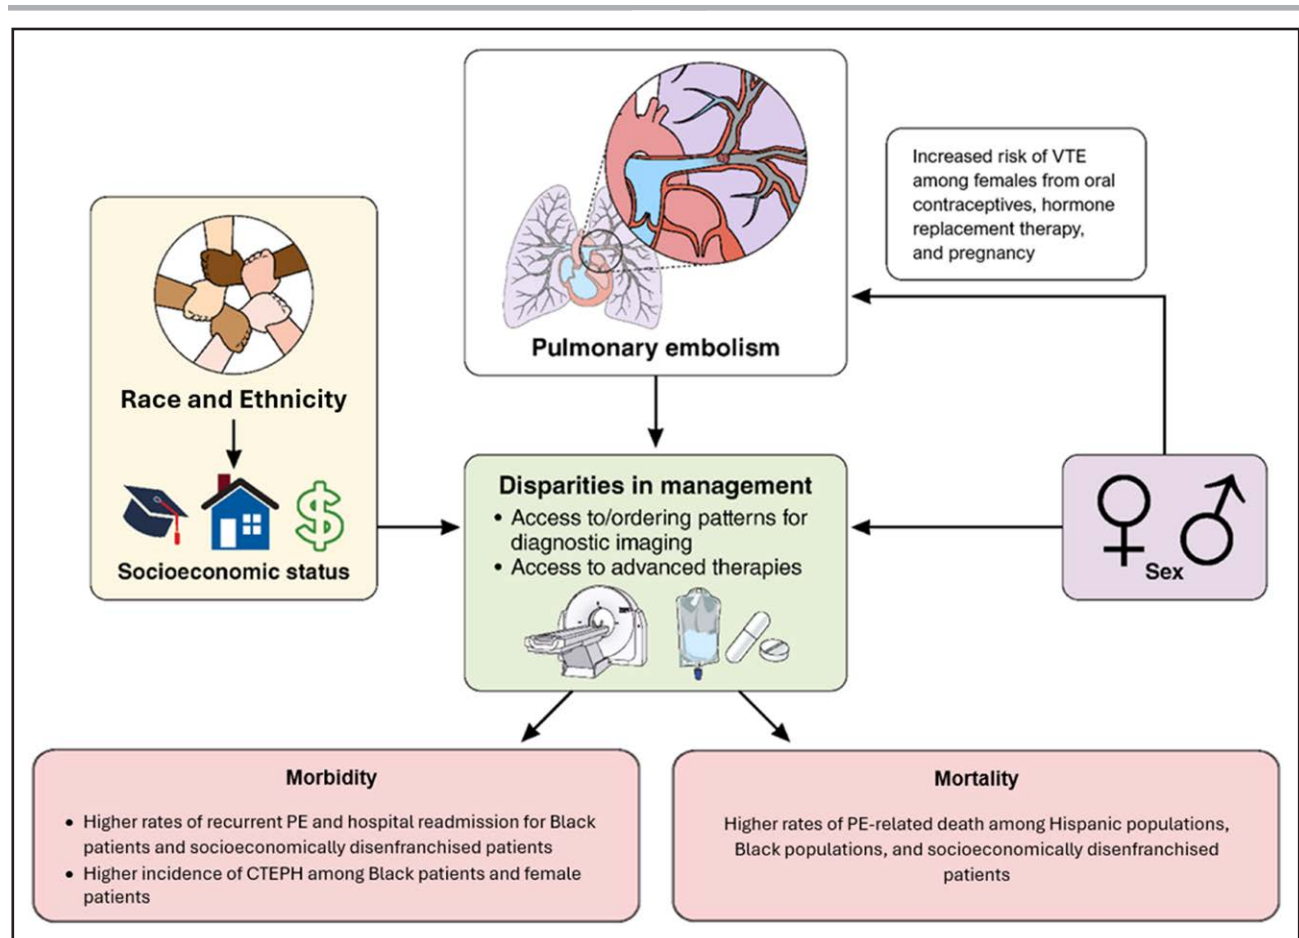 Increased risk of VTE
among females from oral
contraceptives, hormone
replacement therapy,
and pregnancy
Pulmonary embolism
Race and Ethnicity
Socioeconomic status
Disparities in management
• Access to/ordering patterns for
diagnostic imaging
• Access to advanced therapies
Sex
Morbidity
• Higher rates of recurrent PE and hospital readmission for Black
patients and socioeconomically disenfranchised patients
• Higher incidence of CTEPH among Black patients and female
patients
Mortality
Higher rates of PE-related death among Hispanic populations,
Black populations, and socioeconomically disenfranchised
patients